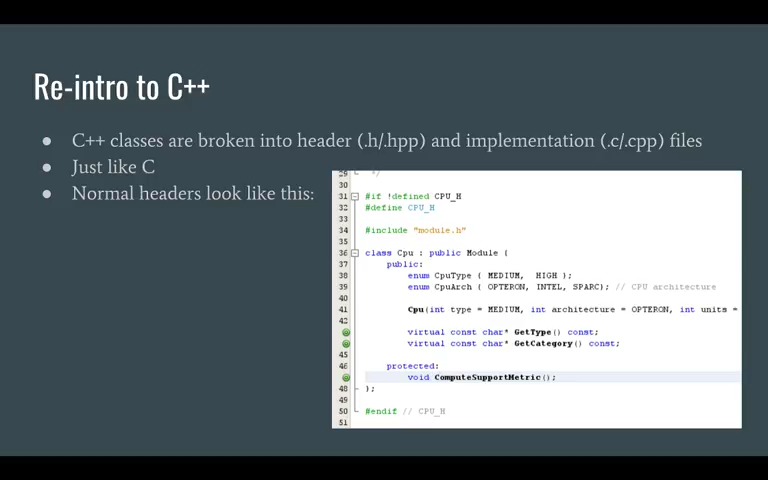 Re-intro to C++
● C++ classes are broken into header (.h/.hpp) and implementation (.c/.cpp) files
● Just like C
● Normal headers look like this:
29 */
30
31 #if !defined CPU_H
32 #define CPU_H
33
34 #include "module.h"
35
36 class Cpu : public Module {
37 public:
38 enum CpuType { MEDIUM, HIGH };
39 enum CpuArch { OPTERON, INTEL, SPARC}; // CPU architecture
40
41 Cpu(int type = MEDIUM, int architecture = OPTERON, int units =
42
virtual const char* GetType() const;
virtual const char* GetCategory() const;
45
46 protected:
void ComputeSupportMetric();
48 };
49
50 #endif // CPU_H
51